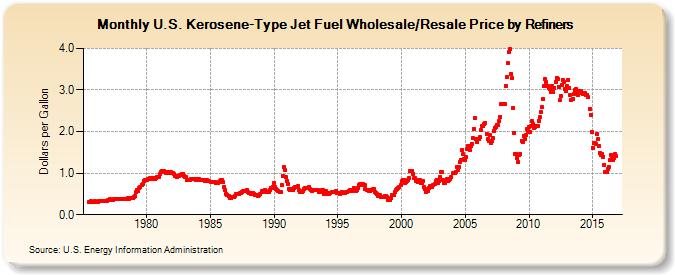 Monthly U.S. Kerosene-Type Jet Fuel Wholesale/Resale Price by Refiners
Dollars per Gallon
4.0
3.0
2.0
1.0
0.0
1980 1985 1990 1995 2000 2005 2010 2015
Source: U.S. Energy Information Administration